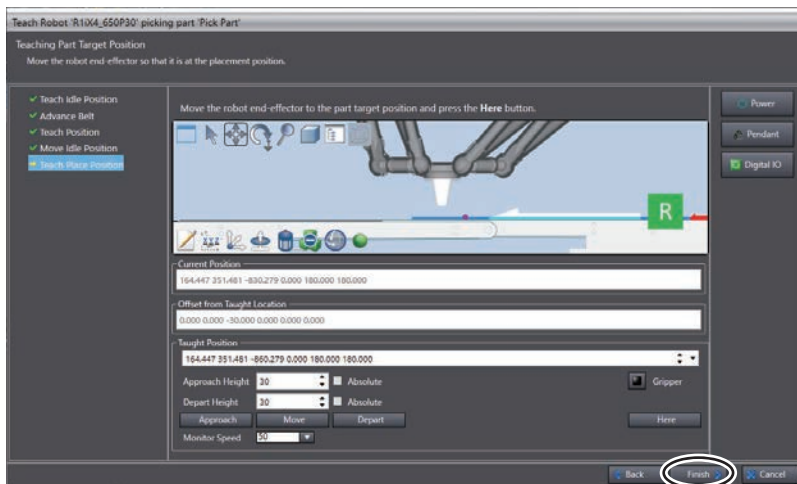 Teach Robot 'R1iX4_650P30' picking part 'Pick Part'
Teaching Part Target Position
Move the robot end-effector so that it is at the placement position.
Teach Idle Position
Advance Belt
Teach Position
Move Idle Position
Teach Place Position
Move the robot end-effector to the part target position and press the Here button.
R
Power
Pendant
Digital IO
Current Position
164.447 351.481 -830.279 0.000 180.000 180.000
Offset from Taught Location
0.000 0.000 -30.000 0.000 0.000 0.000
Taught Position
164.447 351.481 -860.279 0.000 180.000 180.000
Approach Height 30 Absolute
Gripper
Depart Height 30 Absolute
Approach Move Depart Here
Monitor Speed 50
Back Finish Cancel